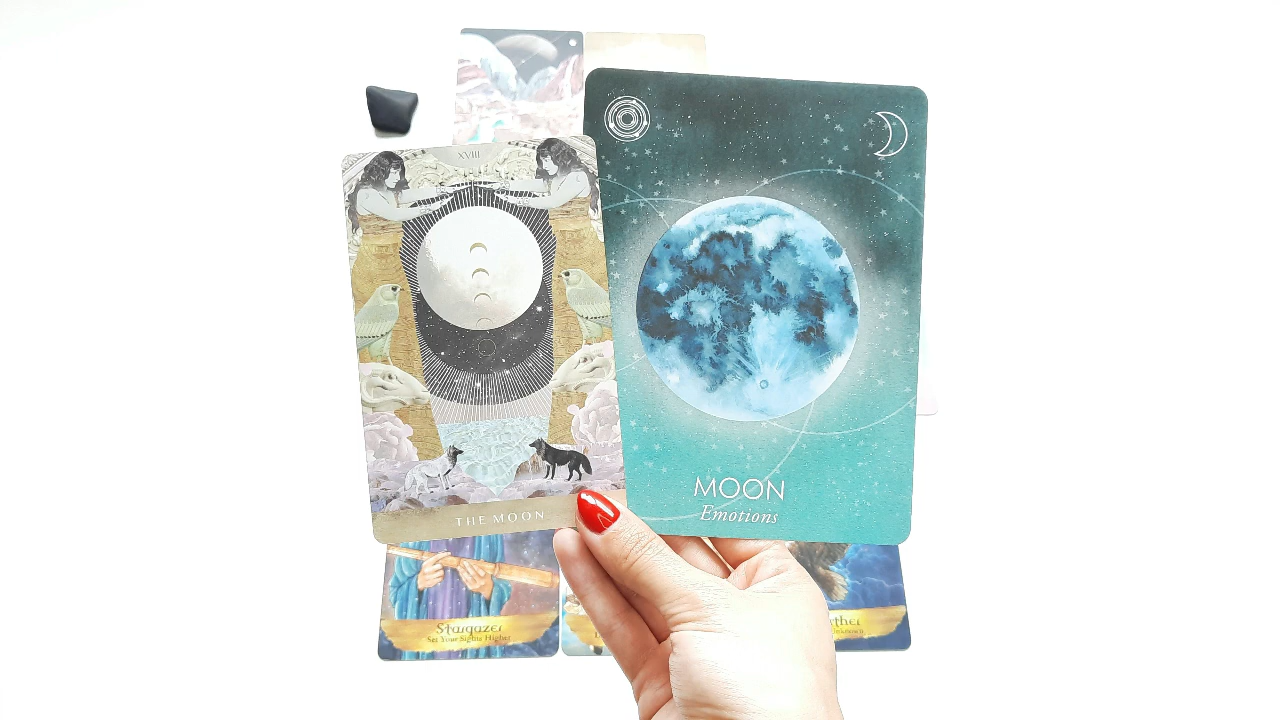 XVIII
THE MOON
MOON
Emotions
Stargazer
Set Your Sights Higher